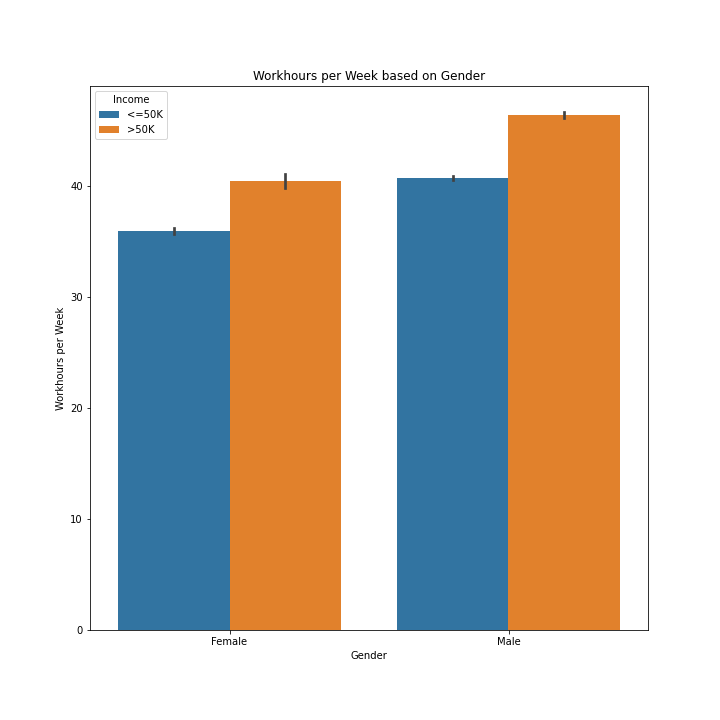 Workhours per Week based on Gender
Income
<=50K
>50K
Workhours per Week
40
30
20
10
0
Female
Male
Gender